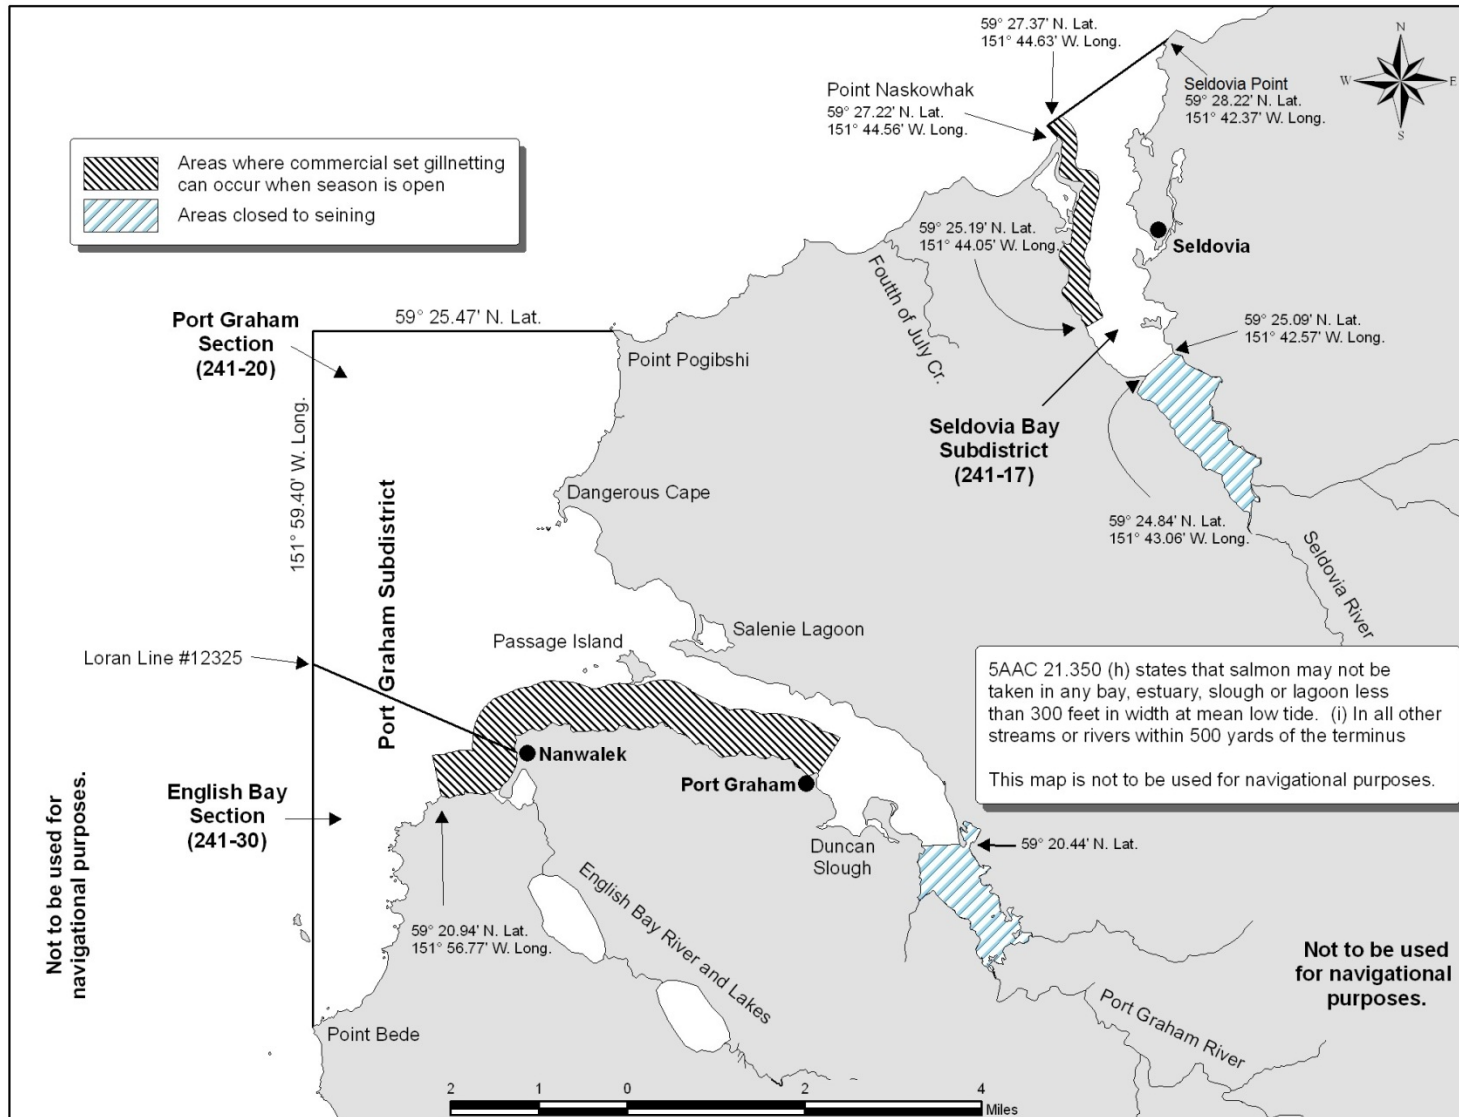 59° 27.37' N. Lat.
151° 44.63' W. Long.
N
W
E
S
Point Naskowhak
59° 27.22' N. Lat.
151° 44.56' W. Long.
Seldovia Point
59° 28.22' N. Lat.
151° 42.37' W. Long.
Areas where commercial set gillnetting
can occur when season is open
Areas closed to seining
59° 25.19' N. Lat.
151° 44.05' W. Long.
Seldovia
Foutth of July Cr.
Port Graham
Section
(241-20)
59° 25.47' N. Lat.
Point Pogibshi
59° 25.09' N. Lat.
151° 42.57' W. Long.
151° 59.40' W. Long.
Seldovia Bay
Subdistrict
(241-17)
Port Graham Subdistrict
Dangerous Cape
59° 24.84' N. Lat.
151° 43.06' W. Long.
Seldovia River
Salenie Lagoon
Passage Island
Loran Line #12325
5AAC 21.350 (h) states that salmon may not be
taken in any bay, estuary, slough or lagoon less
than 300 feet in width at mean low tide.  (i) In all other
streams or rivers within 500 yards of the terminus
This map is not to be used for navigational purposes.
Nanwalek
Port Graham
English Bay
Section
(241-30)
Not to be used for
navigational purposes.
Duncan
Slough
59° 20.44' N. Lat.
English Bay River and Lakes
59° 20.94' N. Lat.
151° 56.77' W. Long.
Not to be used
for navigational
purposes.
Port Graham River
Point Bede
2 1 0 2 4
Miles